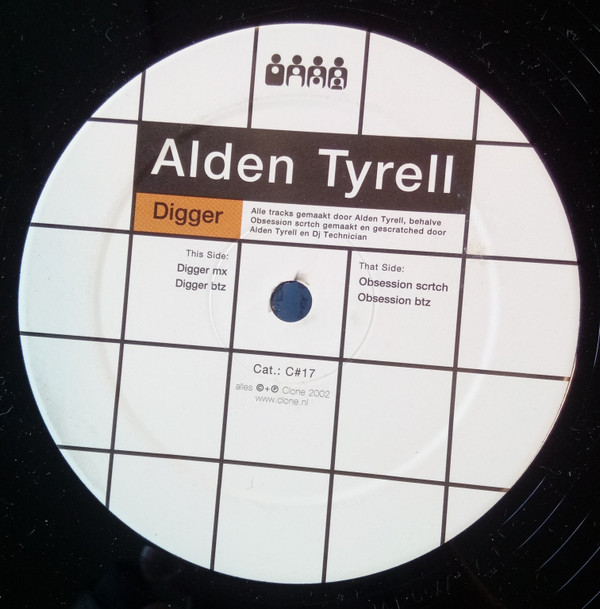 Alden Tyrell
Digger
Alle tracks gemaakt door Alden Tyrell, behalve
Obsession scrtch gemaakt en gescratched door
Alden Tyrell en Dj Technician
This Side:
Digger mx
Digger btz
That Side:
Obsession scrtch
Obsession btz
Cat.: C#17
alles ©+℗ Clone 2002
www.clone.nl